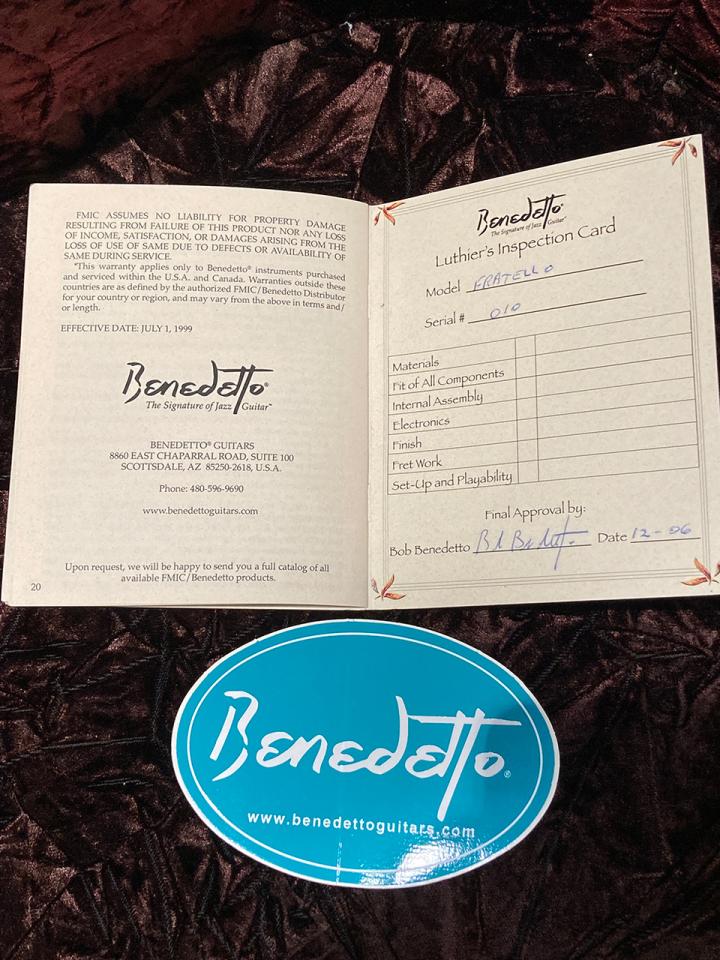 FMIC ASSUMES NO LIABILITY FOR PROPERTY DAMAGE
RESULTING FROM FAILURE OF THIS PRODUCT NOR ANY LOSS
OF INCOME, SATISFACTION, OR DAMAGES ARISING FROM THE
LOSS OF USE OF SAME DUE TO DEFECTS OR AVAILABILITY OF
SAME DURING SERVICE.
*This warranty applies only to Benedetto® instruments purchased
and serviced within the U.S.A. and Canada. Warranties outside these
countries are as defined by the authorized FMIC/Benedetto Distributor
for your country or region, and may vary from the above in terms and/
or length.
EFFECTIVE DATE: JULY 1, 1999
Benedetto®
The Signature of Jazz Guitar™
BENEDETTO® GUITARS
8860 EAST CHAPARRAL ROAD, SUITE 100
SCOTTSDALE, AZ 85250-2618, U.S.A.
Phone: 480-596-9690
www.benedettoguitars.com
Upon request, we will be happy to send you a full catalog of all
available FMIC/Benedetto products.
20
Benedetto®
The Signature of Jazz Guitar™
Luthier's Inspection Card
Model FRATELLO
Serial # 010
Materials
Fit of All Components
Internal Assembly
Electronics
Finish
Fret Work
Set-Up and Playability
Final Approval by:
Bob Benedetto Bob Benedetto Date 12-06
Benedetto®
www.benedettoguitars.com